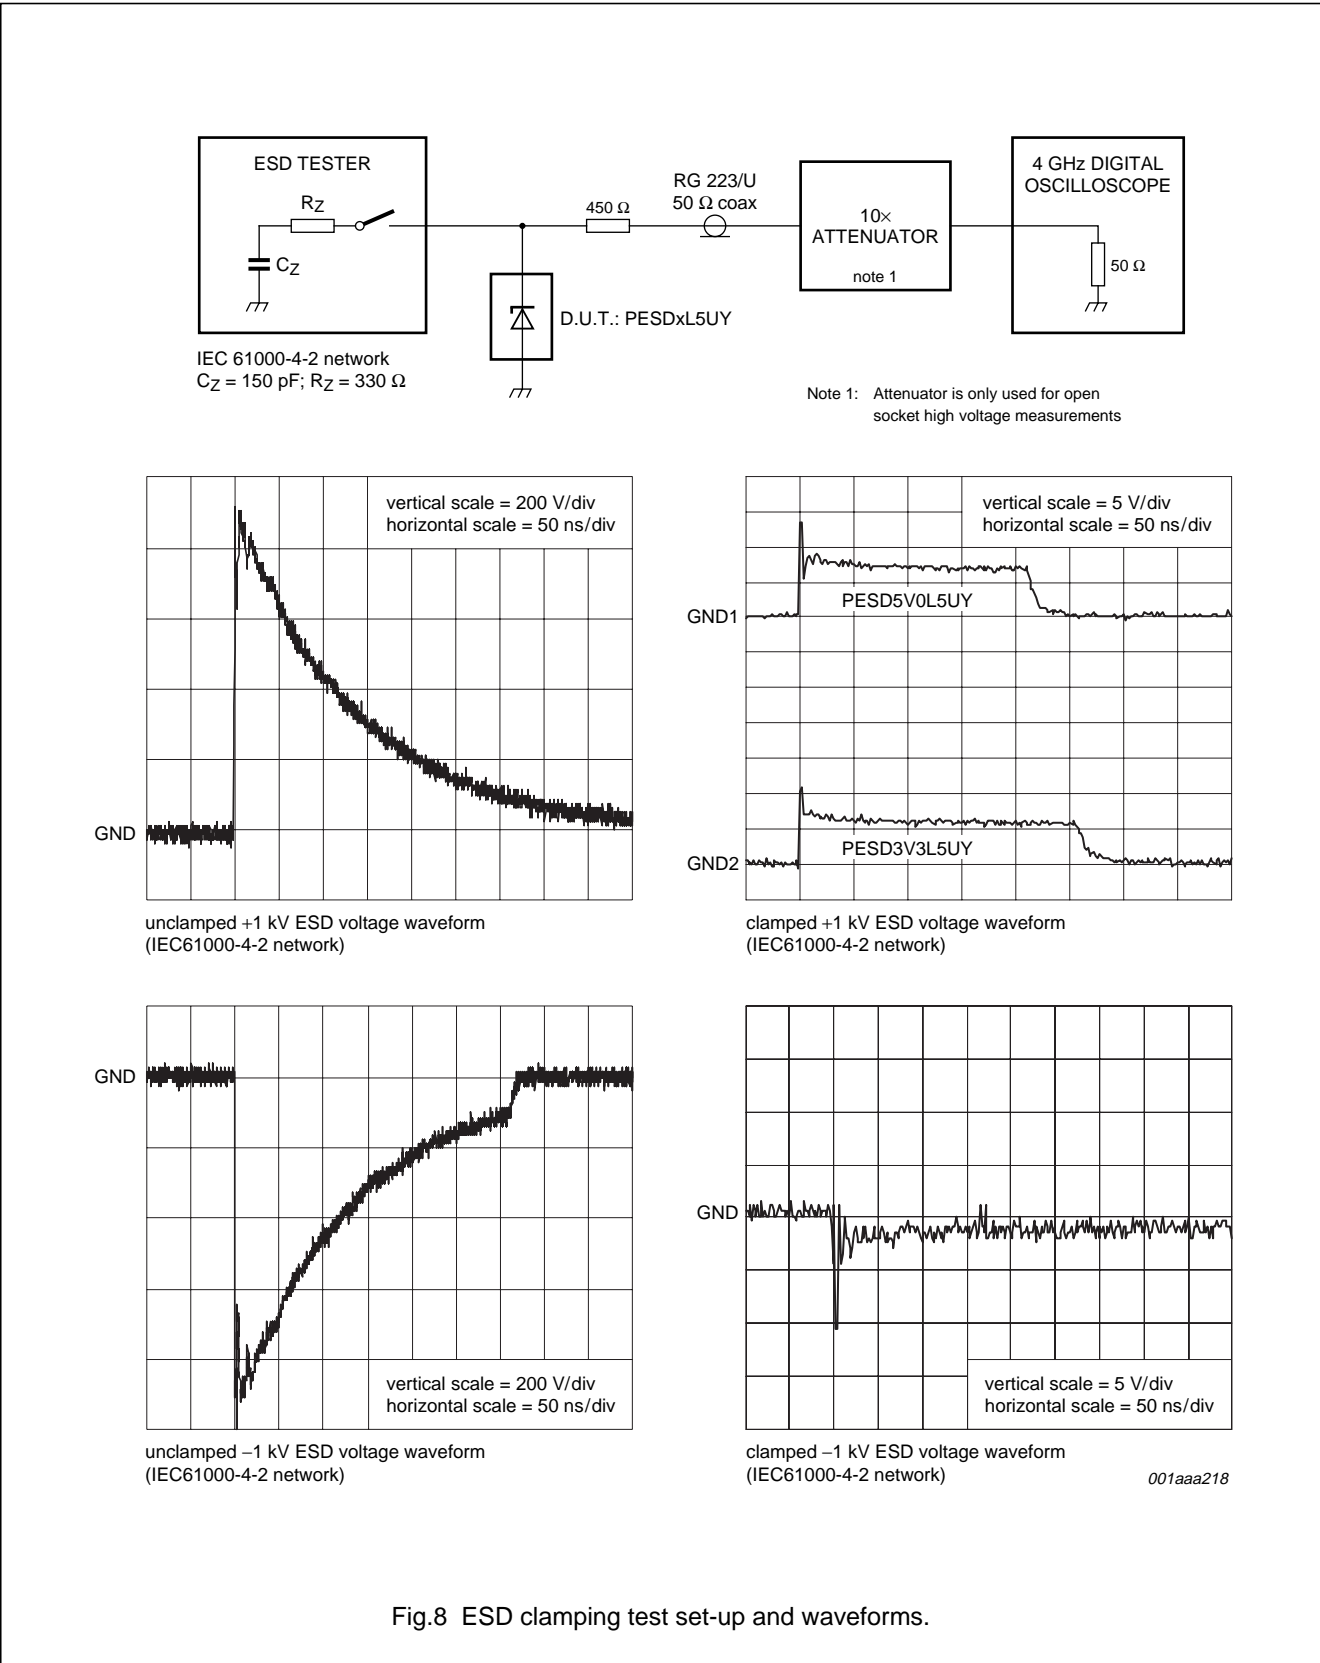 ESD TESTER
RZ
CZ
IEC 61000-4-2 network
CZ = 150 pF; RZ = 330 Ω
450 Ω
RG 223/U
50 Ω coax
D.U.T.: PESDxL5UY
10×
ATTENUATOR
note 1
4 GHz DIGITAL
OSCILLOSCOPE
50 Ω
Note 1: Attenuator is only used for open
socket high voltage measurements
vertical scale = 200 V/div
horizontal scale = 50 ns/div
GND
unclamped +1 kV ESD voltage waveform
(IEC61000-4-2 network)
vertical scale = 5 V/div
horizontal scale = 50 ns/div
GND1
PESD5V0L5UY
GND2
PESD3V3L5UY
clamped +1 kV ESD voltage waveform
(IEC61000-4-2 network)
GND
vertical scale = 200 V/div
horizontal scale = 50 ns/div
unclamped −1 kV ESD voltage waveform
(IEC61000-4-2 network)
GND
vertical scale = 5 V/div
horizontal scale = 50 ns/div
clamped −1 kV ESD voltage waveform
(IEC61000-4-2 network)
001aaa218
Fig.8 ESD clamping test set-up and waveforms.